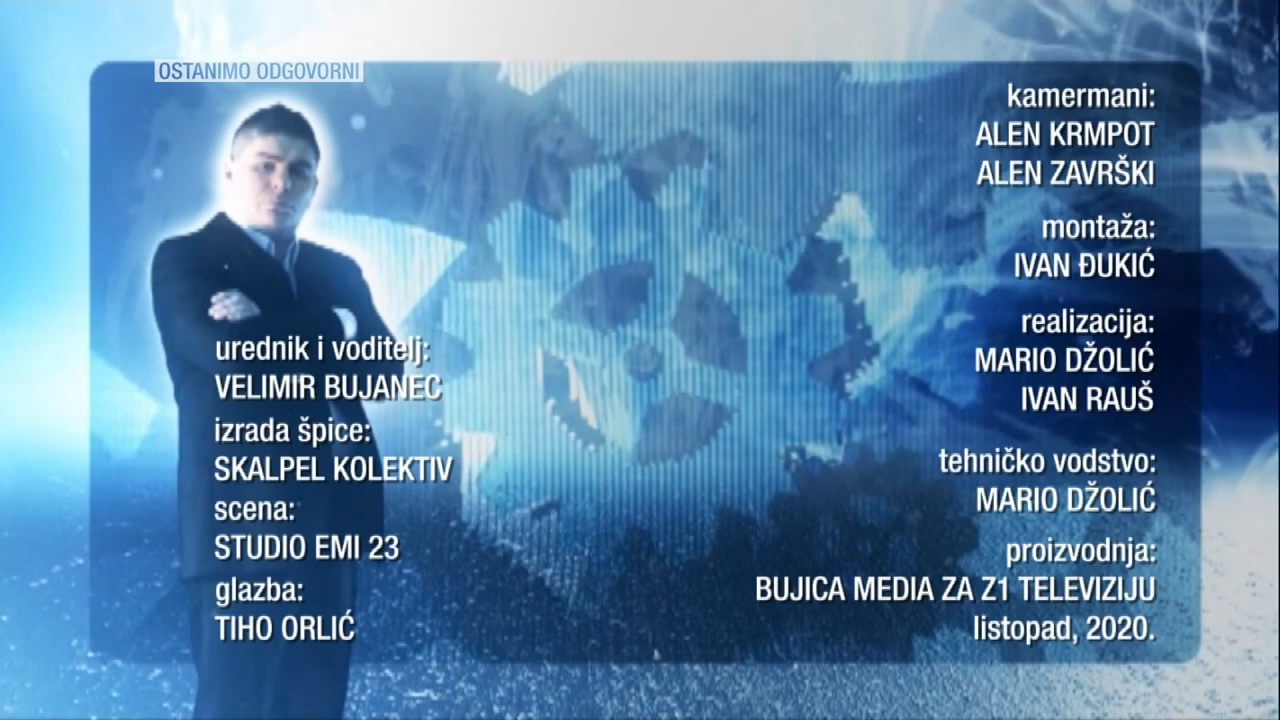 OSTANIMO ODGOVORNI
urednik i voditelj:
VELIMIR BUJANEC
izrada špice:
SKALPEL KOLEKTIV
scena:
STUDIO EMI 23
glazba:
TIHO ORLIĆ
kamermani:
ALEN KRMPOT
ALEN ZAVRŠKI
montaža:
IVAN ĐUKIĆ
realizacija:
MARIO DŽOLIĆ
IVAN RAUŠ
tehničko vodstvo:
MARIO DŽOLIĆ
proizvodnja:
BUJICA MEDIA ZA Z1 TELEVIZIJU
listopad, 2020.